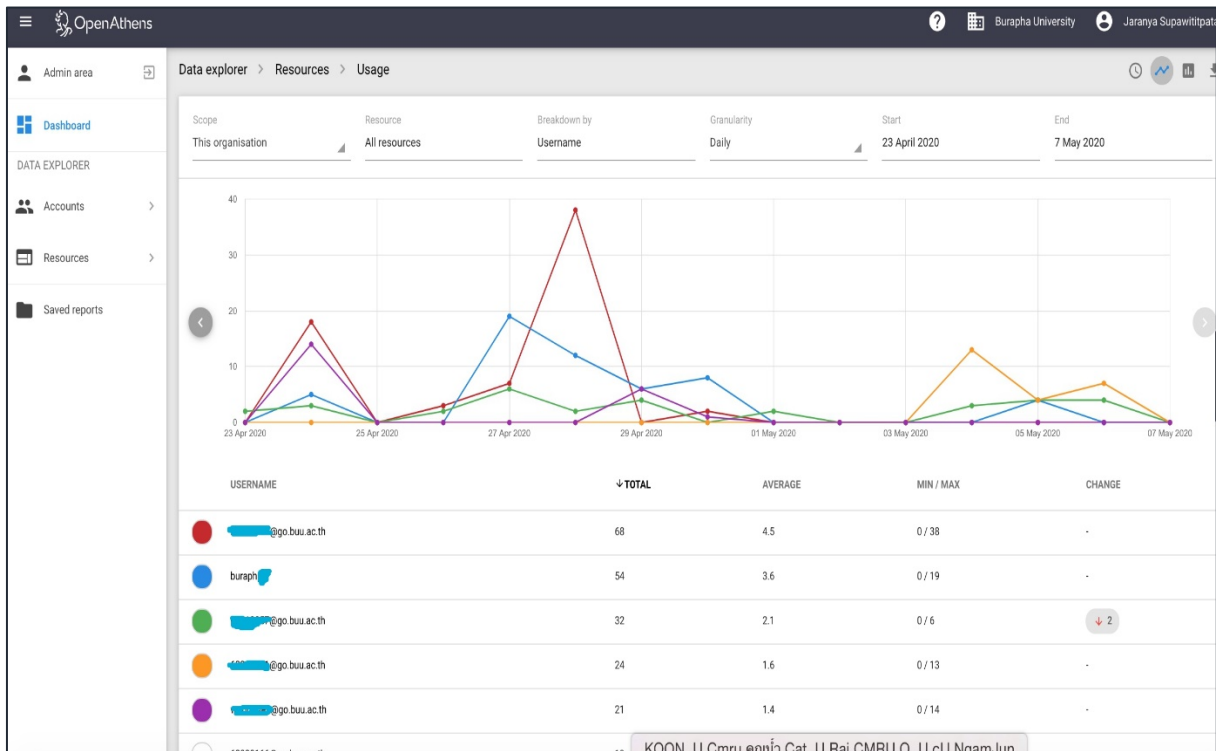 OpenAthens
Burapha University
Jaranya Supawititpata
Admin area
Data explorer > Resources > Usage
Dashboard
Scope Resource Breakdown by Granularity Start End
This organisation All resources Username Daily 23 April 2020 7 May 2020
DATA EXPLORER
Accounts
Resources
Saved reports
40
30
20
10
0
23 Apr 2020 25 Apr 2020 27 Apr 2020 29 Apr 2020 01 May 2020 03 May 2020 05 May 2020 07 May 2020
USERNAME ↓ TOTAL AVERAGE MIN / MAX CHANGE
@go.buu.ac.th 68 4.5 0 / 38 -
buraph 54 3.6 0 / 19 -
@go.buu.ac.th 32 2.1 0 / 6 ↓ 2
@go.buu.ac.th 24 1.6 0 / 13 -
@go.buu.ac.th 21 1.4 0 / 14 -